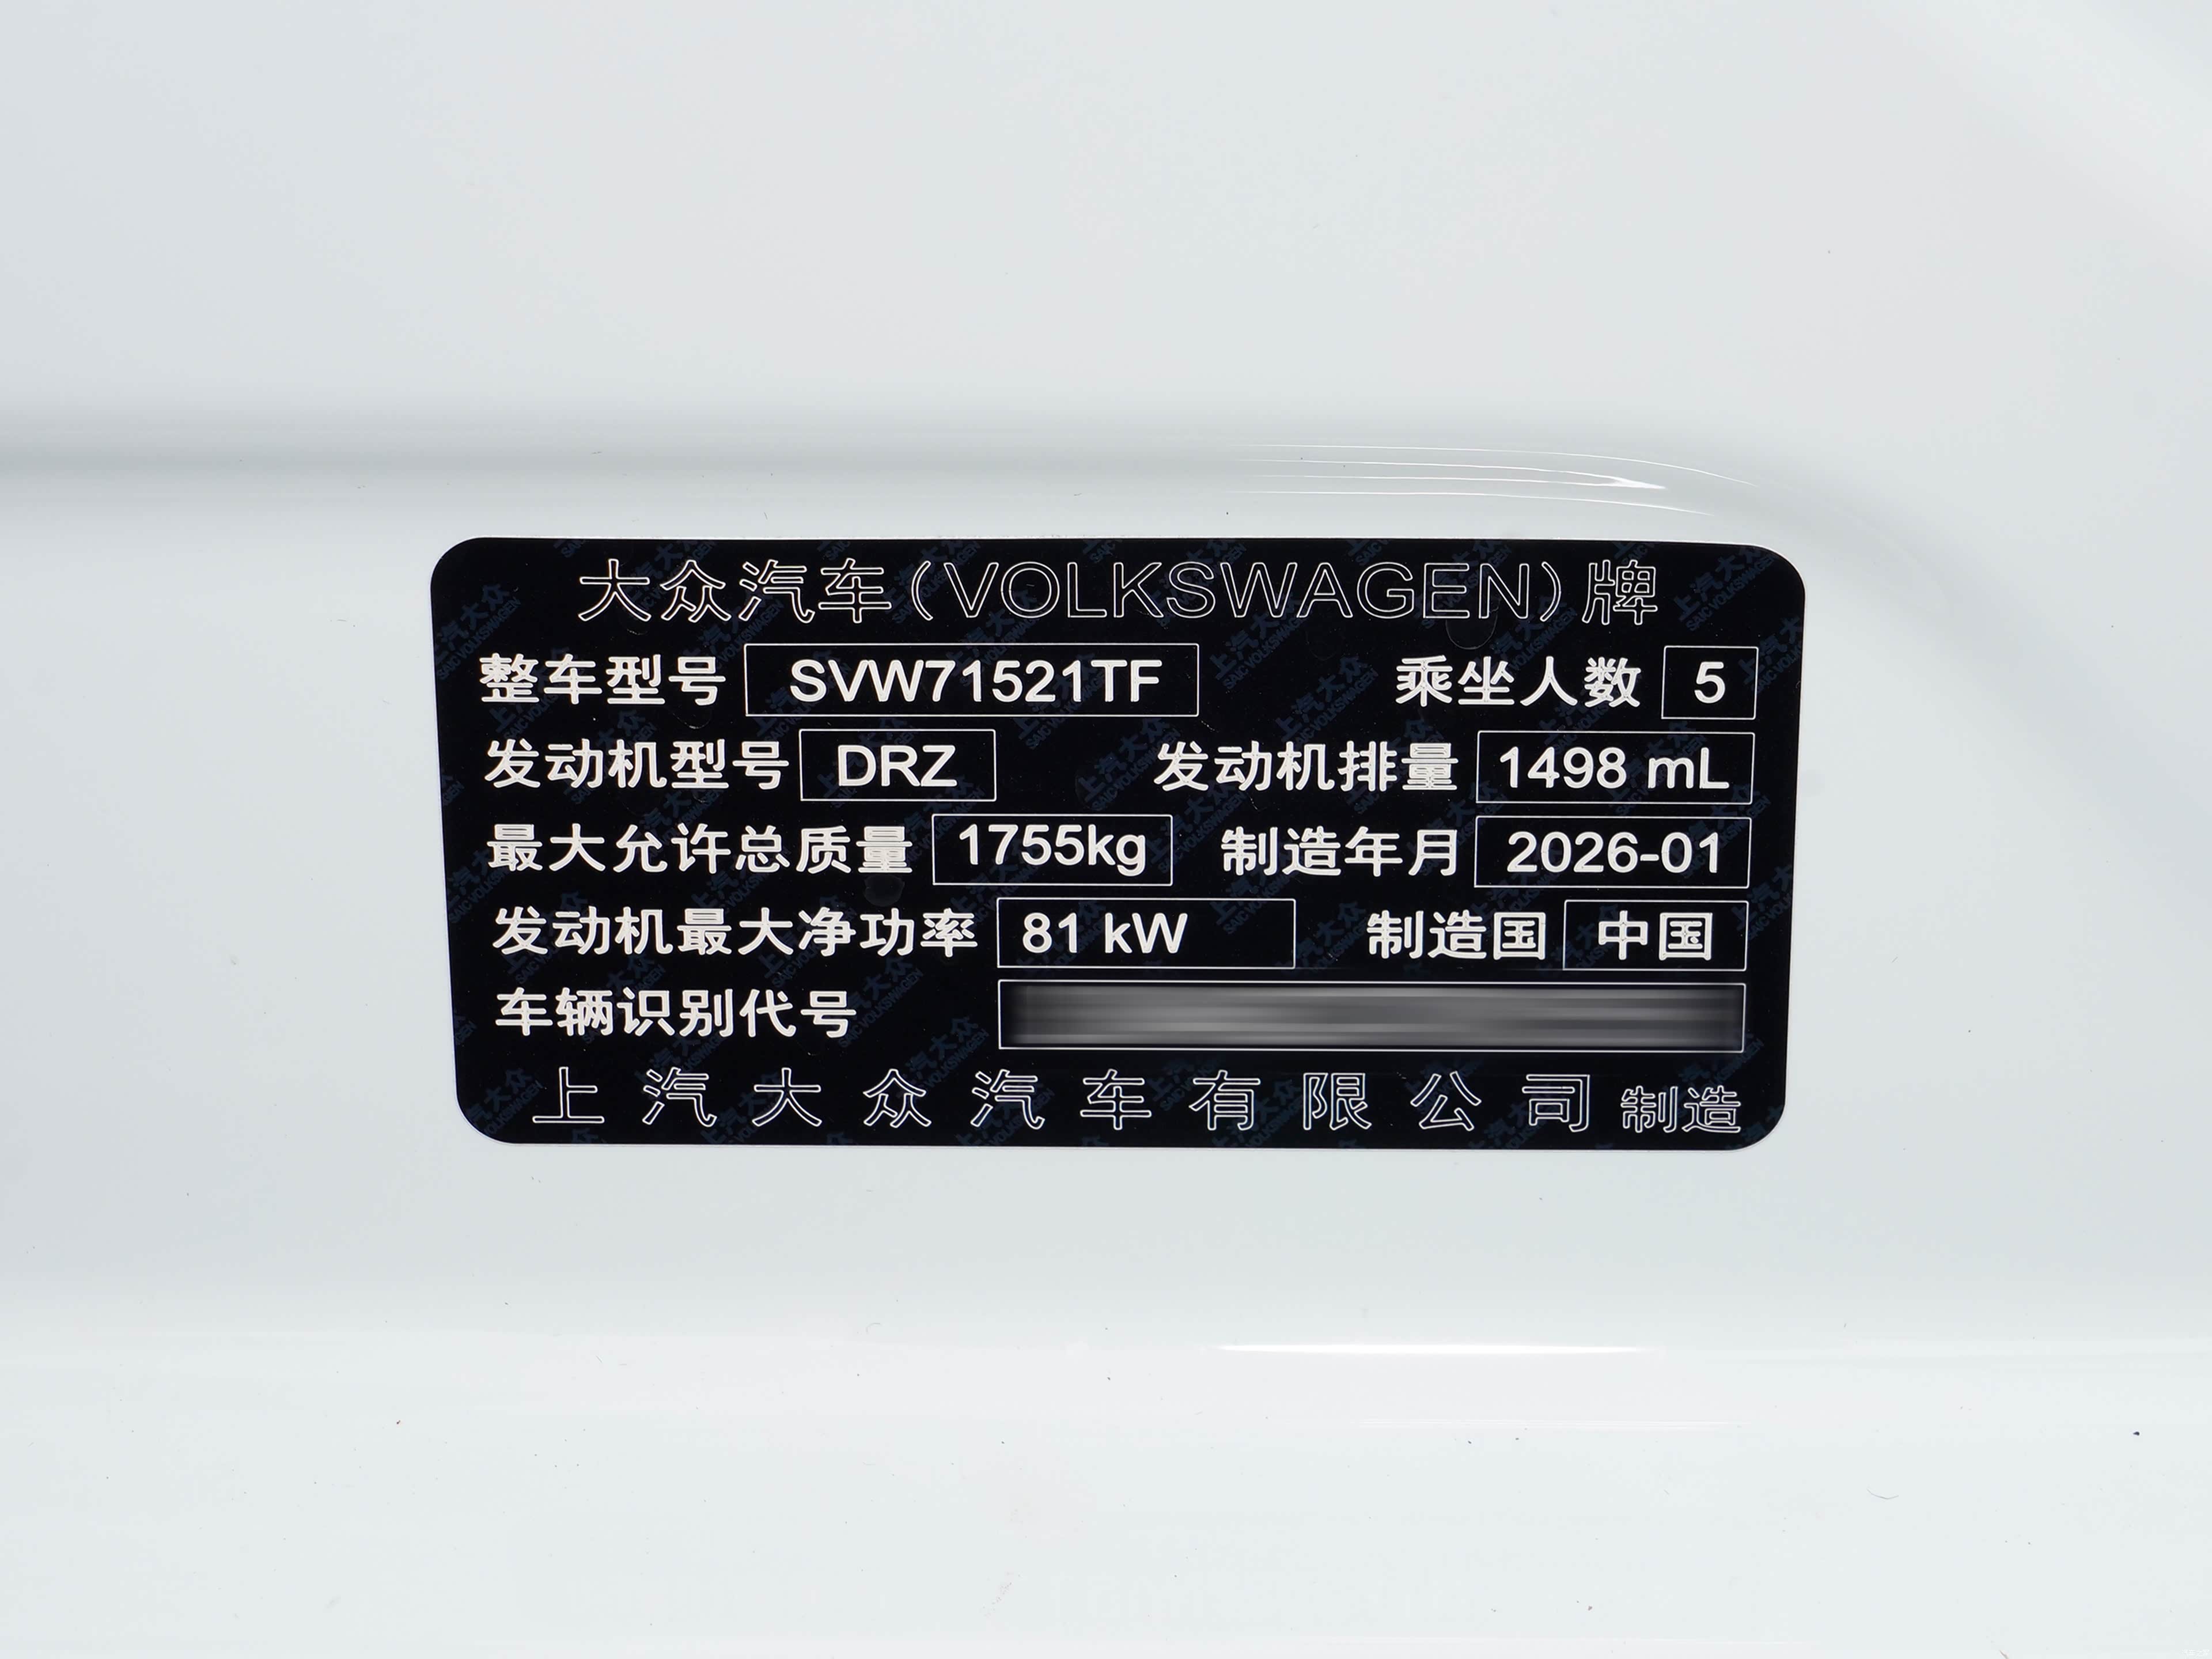 大众汽车(VOLKSWAGEN)牌
整车型号 SVW71521TF 乘坐人数 5
发动机型号 DRZ 发动机排量 1498 mL
最大允许总质量 1755kg 制造年月 2026-01
发动机最大净功率 81 kW 制造国 中国
车辆识别代号
上汽大众汽车有限公司 制造